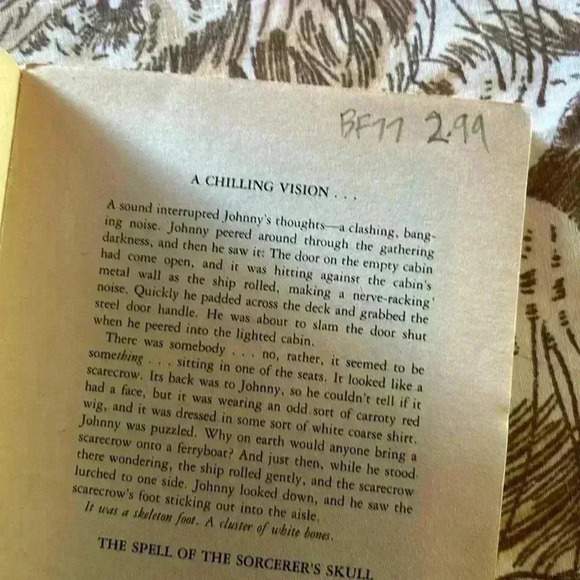 BF77 2.99
A CHILLING VISION . . .
A sound interrupted Johnny's thoughts—a clashing, bang-
ing noise. Johnny peered around through the gathering
darkness, and then he saw it: The door on the empty cabin
had come open, and it was hitting against the cabin's
metal wall as the ship rolled, making a nerve-racking
noise. Quickly he padded across the deck and grabbed the
steel door handle. He was about to slam the door shut
when he peered into the lighted cabin.
There was somebody . . . no, rather, it seemed to be
something . . . sitting in one of the seats. It looked like a
scarecrow. Its back was to Johnny, so he couldn't tell if it
had a face, but it was wearing an odd sort of carroty red
wig, and it was dressed in some sort of white coarse shirt.
Johnny was puzzled. Why on earth would anyone bring a
scarecrow onto a ferryboat? And just then, while he stood
there wondering, the ship rolled gently, and the scarecrow
lurched to one side. Johnny looked down, and he saw the
scarecrow's foot sticking out into the aisle.
It was a skeleton foot. A cluster of white bones.
THE SPELL OF THE SORCERER'S SKULL